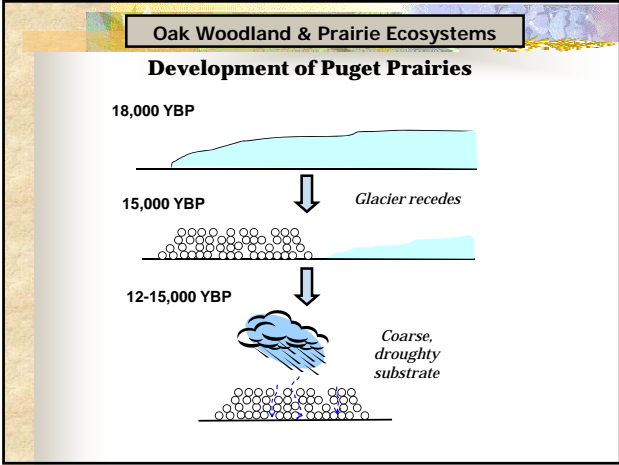 Oak Woodland & Prairie Ecosystems
Development of Puget Prairies
18,000 YBP
Glacier recedes
15,000 YBP
12-15,000 YBP
Coarse,
droughty
substrate